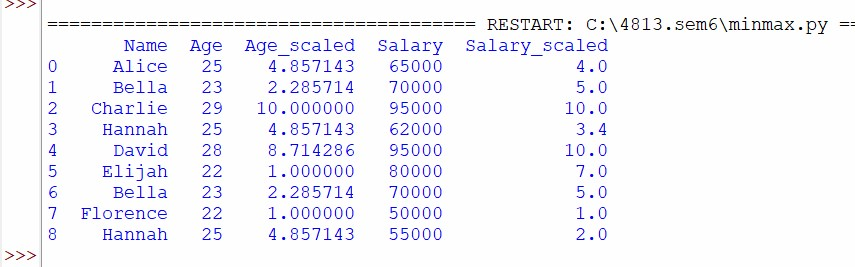 >>>
======================================== RESTART: C:\4813.sem6\minmax.py ==
Name Age Age_scaled Salary Salary_scaled
0 Alice 25 4.857143 65000 4.0
1 Bella 23 2.285714 70000 5.0
2 Charlie 29 10.000000 95000 10.0
3 Hannah 25 4.857143 62000 3.4
4 David 28 8.714286 95000 10.0
5 Elijah 22 1.000000 80000 7.0
6 Bella 23 2.285714 70000 5.0
7 Florence 22 1.000000 50000 1.0
8 Hannah 25 4.857143 55000 2.0
>>>